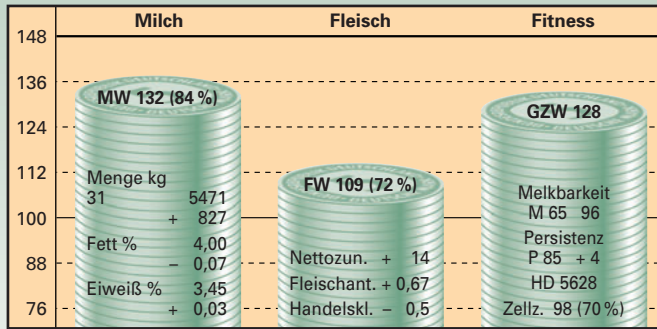 Milch Fleisch Fitness
148
136
124
112
100
88
76
MW 132 (84 %)
Menge kg
31 5471
+ 827
Fett % 4,00
– 0,07
Eiweiß % 3,45
+ 0,03
FW 109 (72 %)
Nettozun. + 14
Fleischant. + 0,67
Handelskl. – 0,5
GZW 128
Melkbarkeit
M 65 96
Persistenz
P 85 + 4
HD 5628
Zellz. 98 (70 %)